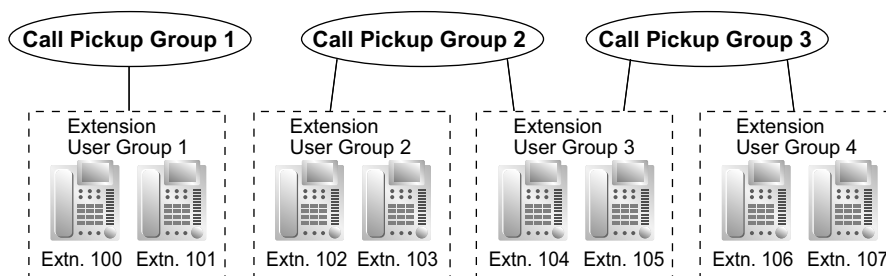 Call Pickup Group 1
Call Pickup Group 2
Call Pickup Group 3
Extension
User Group 1
Extension
User Group 2
Extension
User Group 3
Extension
User Group 4
Extn. 100
Extn. 101
Extn. 102
Extn. 103
Extn. 104
Extn. 105
Extn. 106
Extn. 107